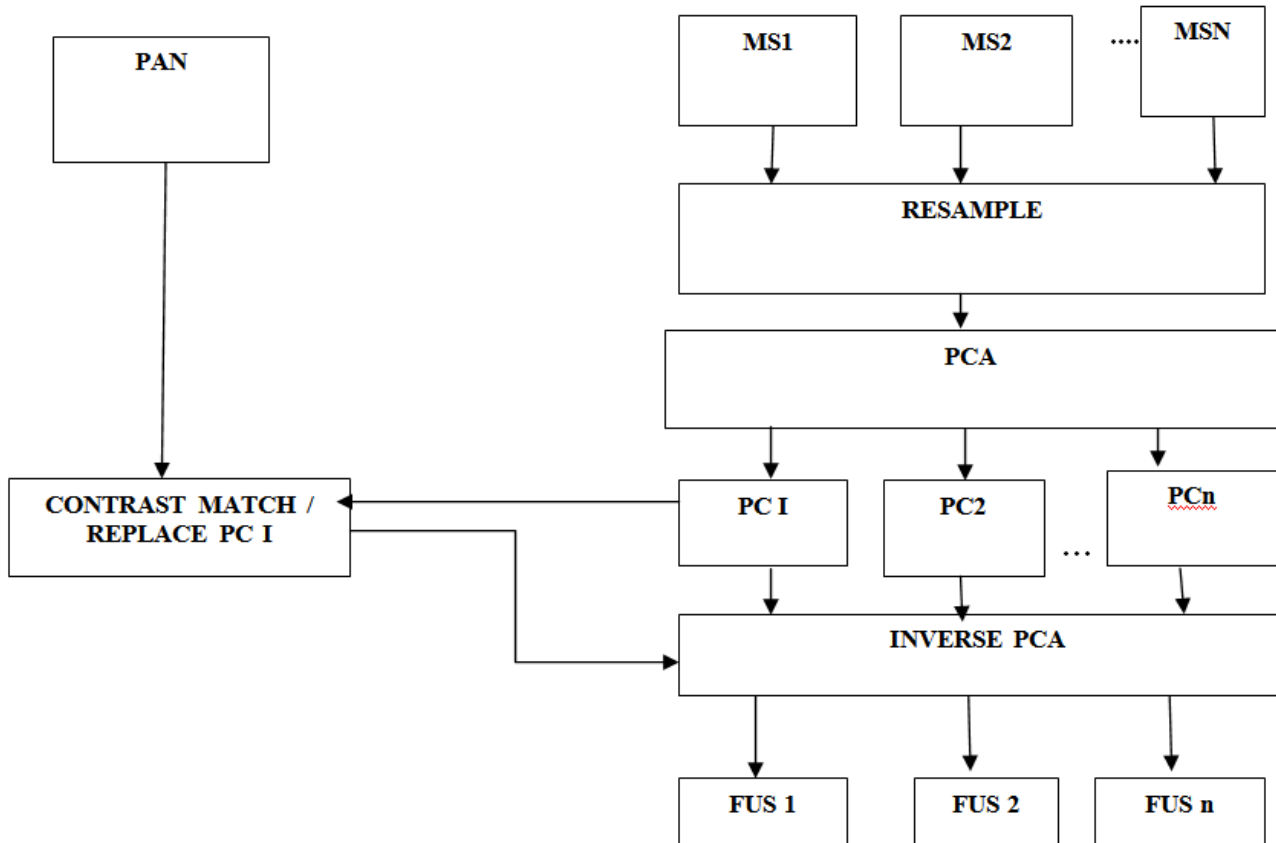 PAN
MS1
MS2
....
MSN
RESAMPLE
PCA
CONTRAST MATCH /
REPLACE PC I
PC I
PC2
...
PCn
INVERSE PCA
FUS 1
FUS 2
FUS n